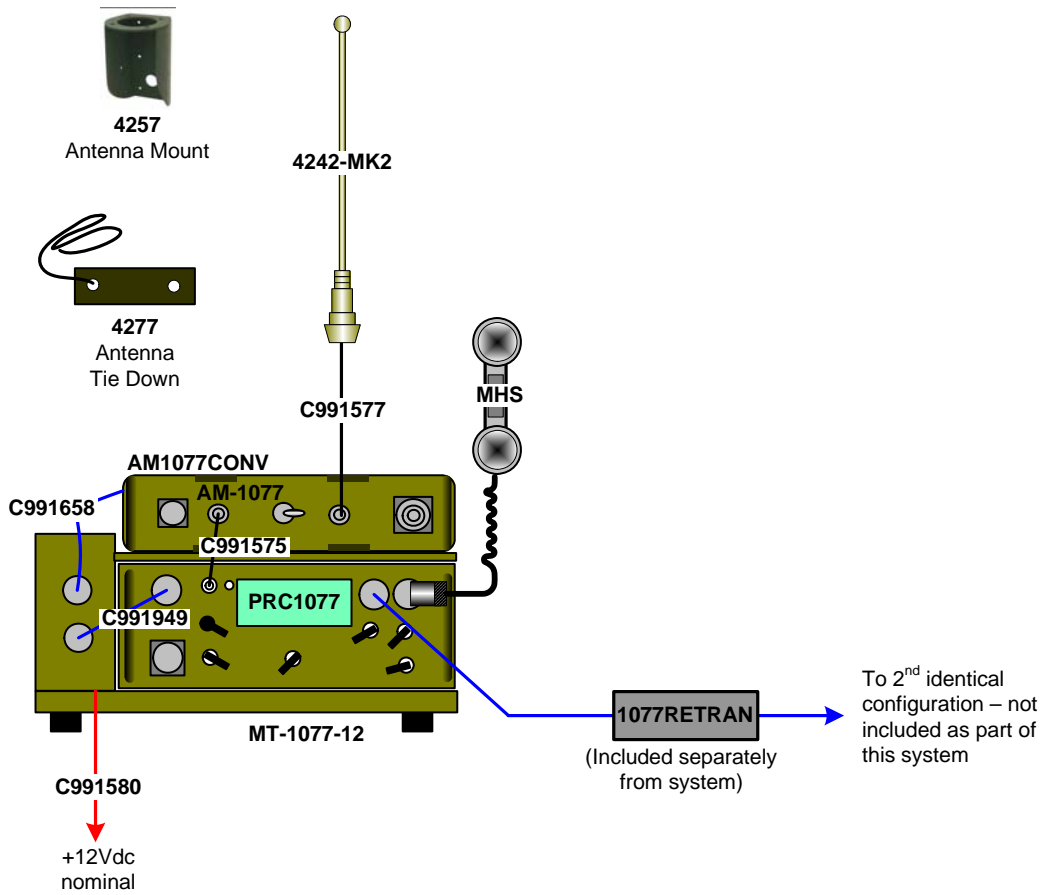 4257
Antenna Mount
4242-MK2
4277
Antenna
Tie Down
MHS
C991577
AM1077CONV
AM-1077
C991658
C991575
PRC1077
C991949
MT-1077-12
1077RETRAN
(Included separately
from system)
To 2nd identical
configuration – not
included as part of
this system
C991580
+12Vdc
nominal